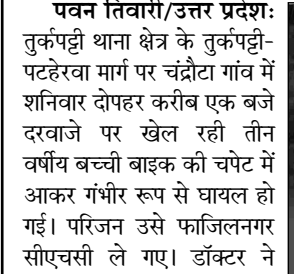 पवन तिवारी/उत्तर प्रदेशः
तुर्कपट्टी थाना क्षेत्र के तुर्कपट्टी-
पटहेरवा मार्ग पर चंद्रौटा गांव में
शनिवार दोपहर करीब एक बजे
दरवाजे पर खेल रही तीन
वर्षीय बच्ची बाइक की चपेट में
आकर गंभीर रूप से घायल हो
गई। परिजन उसे फाजिलनगर
सीएचसी ले गए। डॉक्टर ने